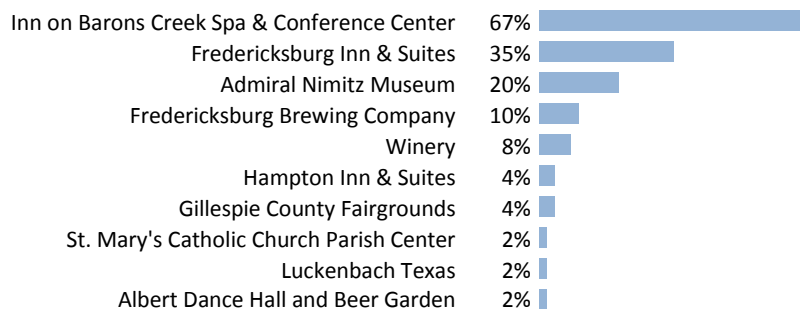 Inn on Barons Creek Spa & Conference Center 67%
Fredericksburg Inn & Suites 35%
Admiral Nimitz Museum 20%
Fredericksburg Brewing Company 10%
Winery 8%
Hampton Inn & Suites 4%
Gillespie County Fairgrounds 4%
St. Mary's Catholic Church Parish Center 2%
Luckenbach Texas 2%
Albert Dance Hall and Beer Garden 2%